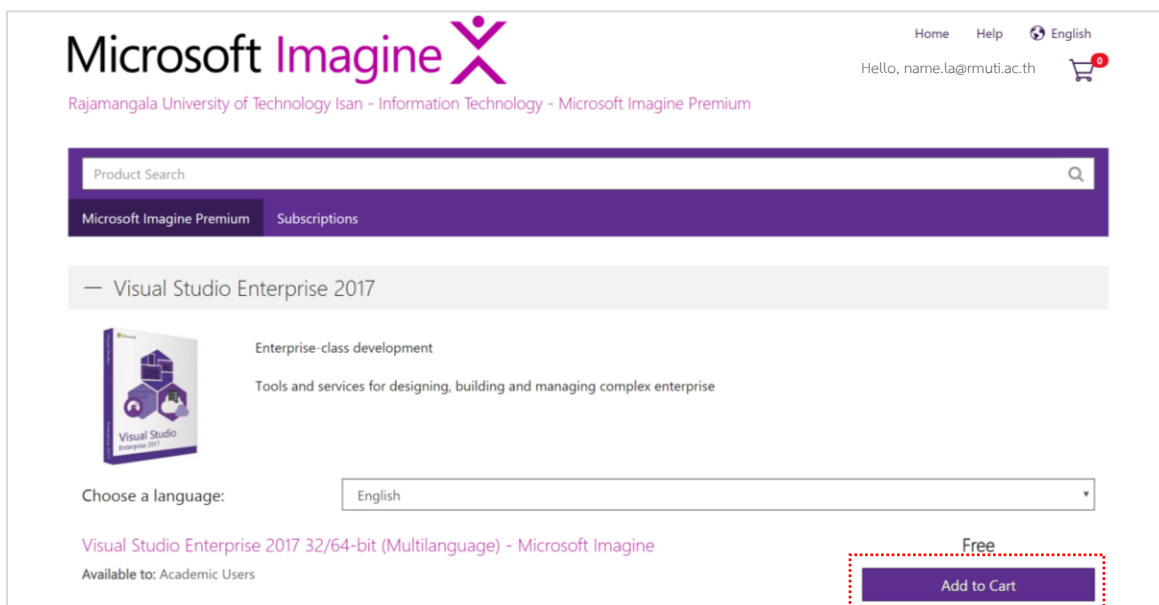 Microsoft Imagine
Home Help English
Hello, name.la@rmuti.ac.th 0
Rajamangala University of Technology Isan - Information Technology - Microsoft Imagine Premium
Product Search
Microsoft Imagine Premium Subscriptions
— Visual Studio Enterprise 2017
Enterprise-class development
Tools and services for designing, building and managing complex enterprise
Visual Studio
Enterprise 2017
Choose a language: English
Visual Studio Enterprise 2017 32/64-bit (Multilanguage) - Microsoft Imagine Free
Available to: Academic Users
Add to Cart